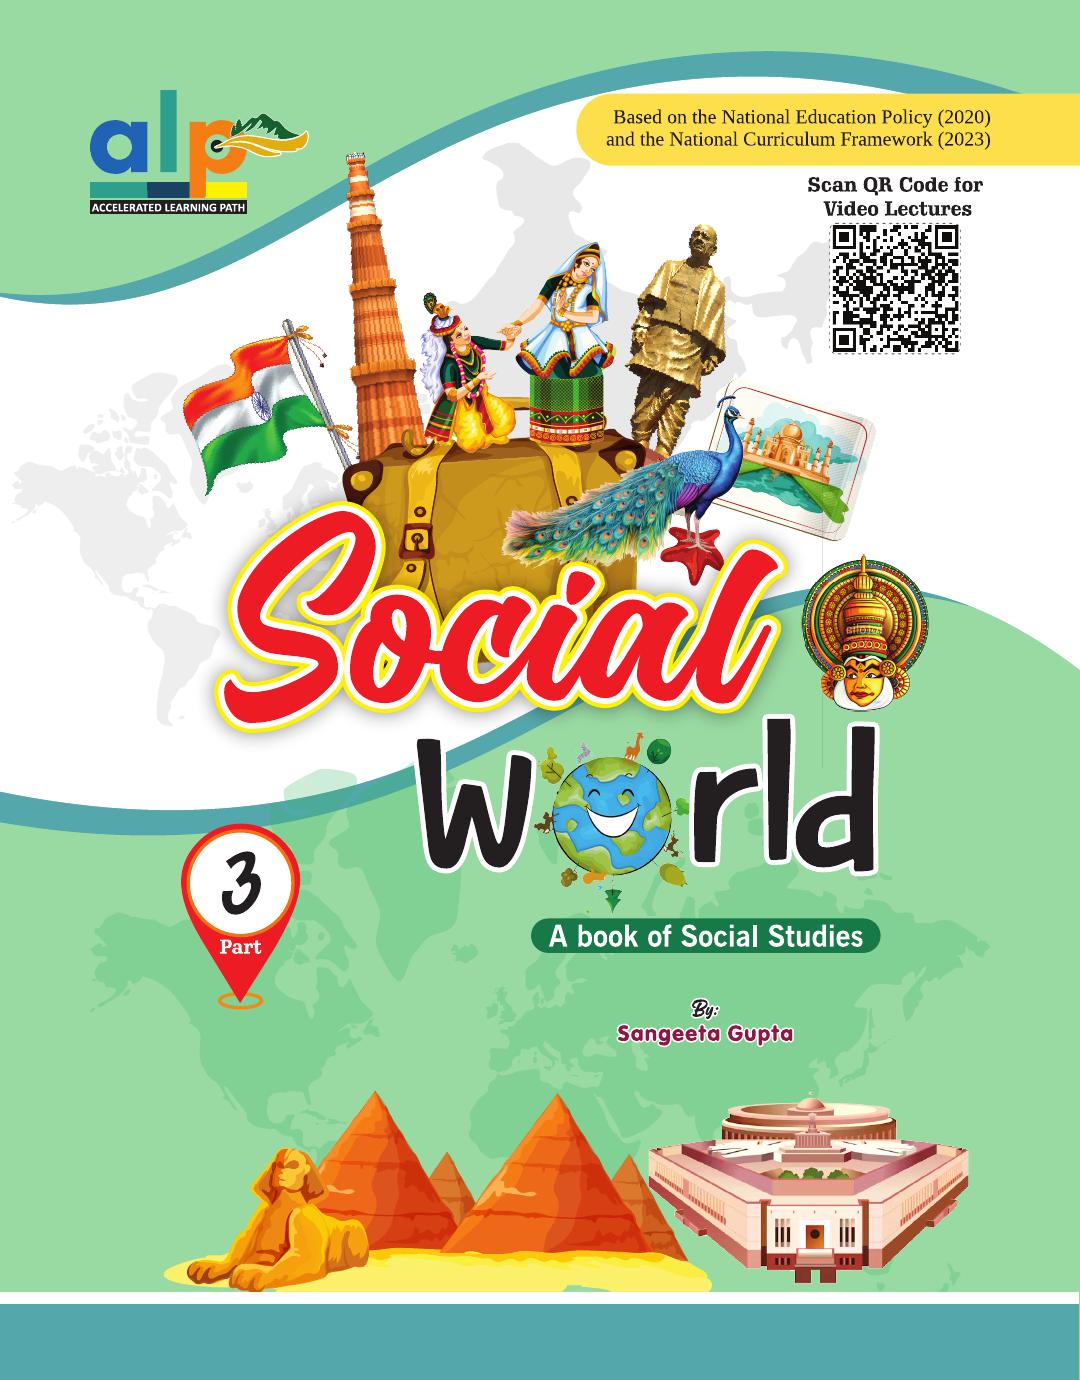 alp
ACCELERATED LEARNING PATH
Based on the National Education Policy (2020)
and the National Curriculum Framework (2023)
Scan QR Code for
Video Lectures
Social
World
3
Part
A book of Social Studies
By:
Sangeeta Gupta